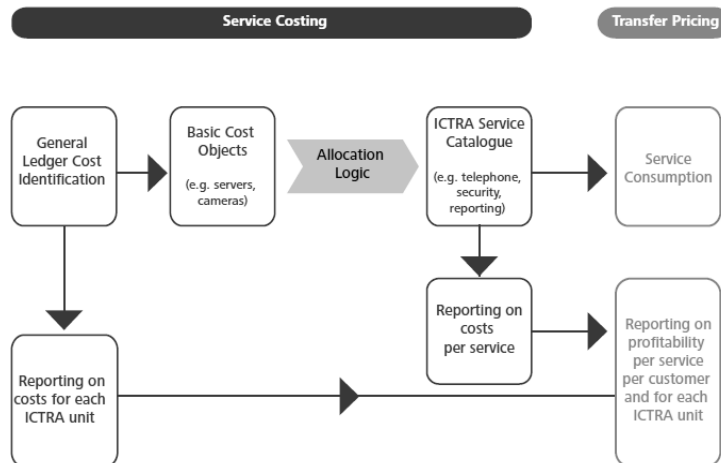 Service Costing
Transfer Pricing
General
Ledger Cost
Identification
Basic Cost
Objects
(e.g. servers,
cameras)
Allocation
Logic
ICTRA Service
Catalogue
(e.g. telephone,
security,
reporting)
Service
Consumption
Reporting on
costs
per service
Reporting on
costs for each
ICTRA unit
Reporting on
profitability
per service
per customer
and for each
ICTRA unit